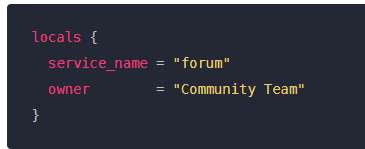 locals {
  service_name = "forum"
  owner        = "Community Team"
}